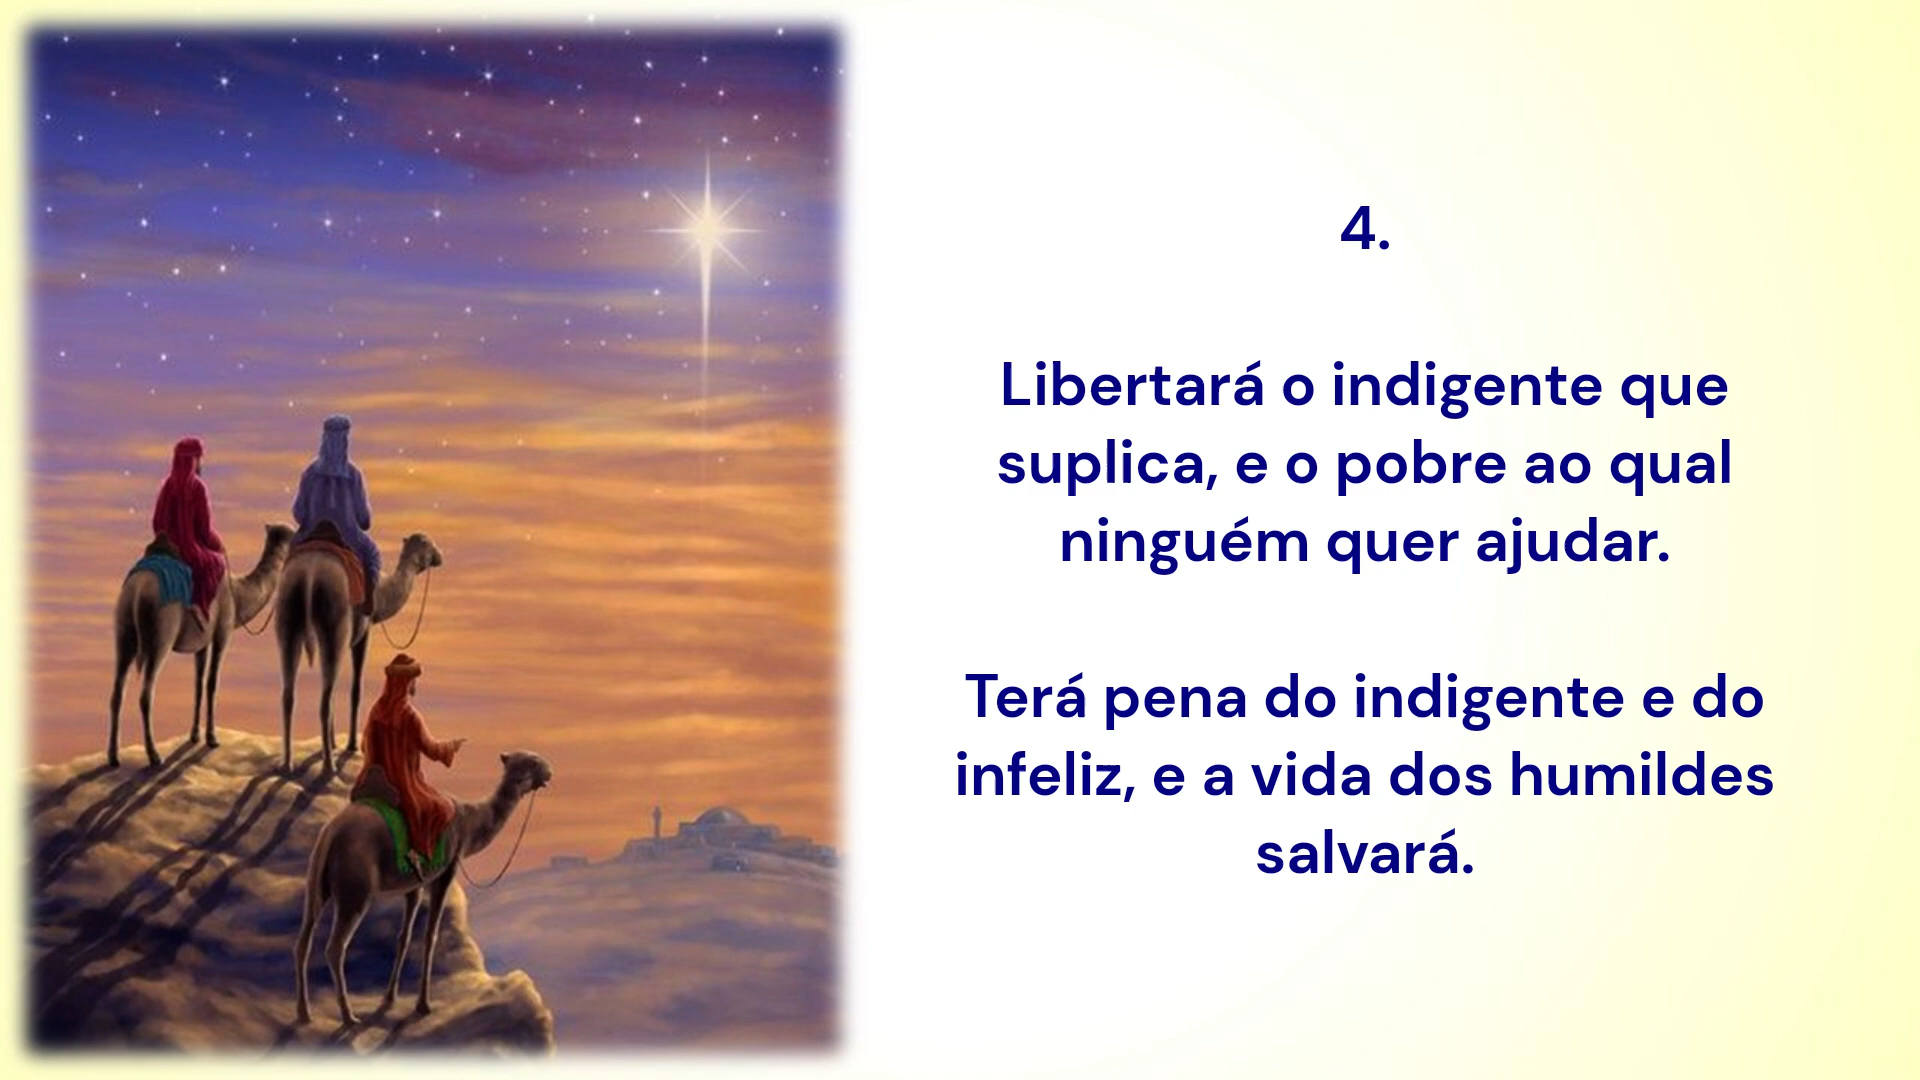 4.
Libertará o indigente que
suplica, e o pobre ao qual
ninguém quer ajudar.
Terá pena do indigente e do
infeliz, e a vida dos humildes
salvará.